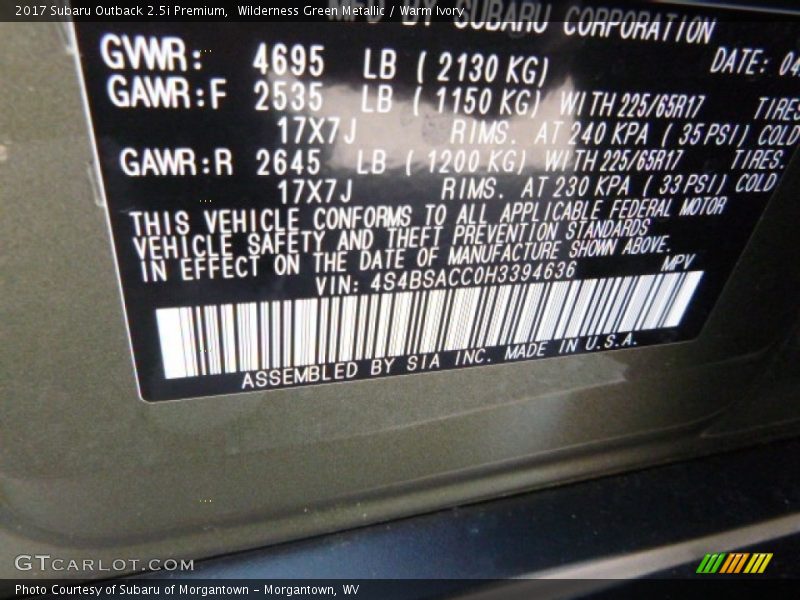 2017 Subaru Outback 2.5i Premium, Wilderness Green Metallic / Warm Ivory
MFD BY SUBARU CORPORATION
GVWR: 4695 LB ( 2130 KG) DATE: 04
GAWR:F 2535 LB ( 1150 KG) WITH 225/65R17 TIRES
17X7J RIMS. AT 240 KPA ( 35 PSI) COLD
GAWR:R 2645 LB ( 1200 KG) WITH 225/65R17 TIRES.
17X7J RIMS. AT 230 KPA ( 33 PSI) COLD
THIS VEHICLE CONFORMS TO ALL APPLICABLE FEDERAL MOTOR
VEHICLE SAFETY AND THEFT PREVENTION STANDARDS
IN EFFECT ON THE DATE OF MANUFACTURE SHOWN ABOVE.
VIN: 4S4BSACC0H3394636 MPV
ASSEMBLED BY SIA INC. MADE IN U.S.A.
GTCARLOT.COM
Photo Courtesy of Subaru of Morgantown - Morgantown, WV